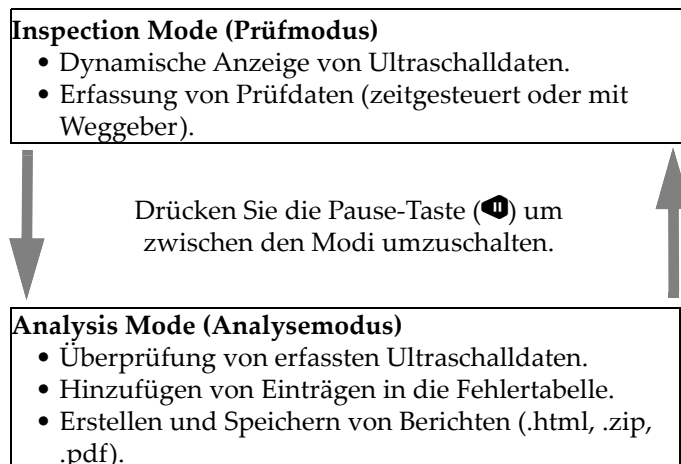 Inspection Mode (Prüfmodus)
• Dynamische Anzeige von Ultraschalldaten.
• Erfassung von Prüfdaten (zeitgesteuert oder mit
Weggeber).
Drücken Sie die Pause-Taste (⏸) um
zwischen den Modi umzuschalten.
Analysis Mode (Analysemodus)
• Überprüfung von erfassten Ultraschalldaten.
• Hinzufügen von Einträgen in die Fehlertabelle.
• Erstellen und Speichern von Berichten (.html, .zip,
.pdf).